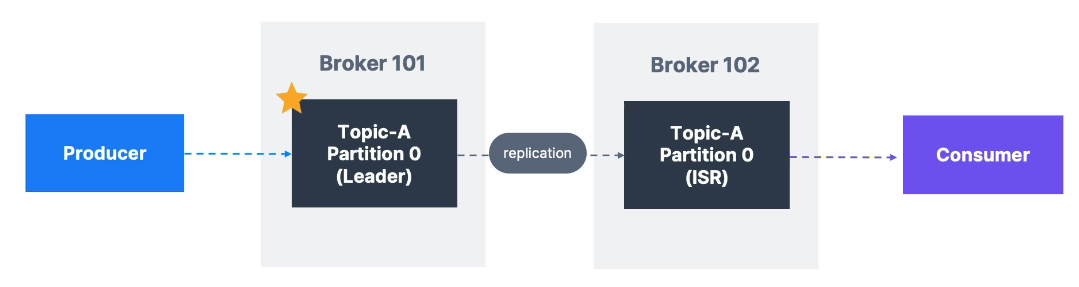 Broker 101
Broker 102
Producer
Topic-A
Partition 0
(Leader)
replication
Topic-A
Partition 0
(ISR)
Consumer